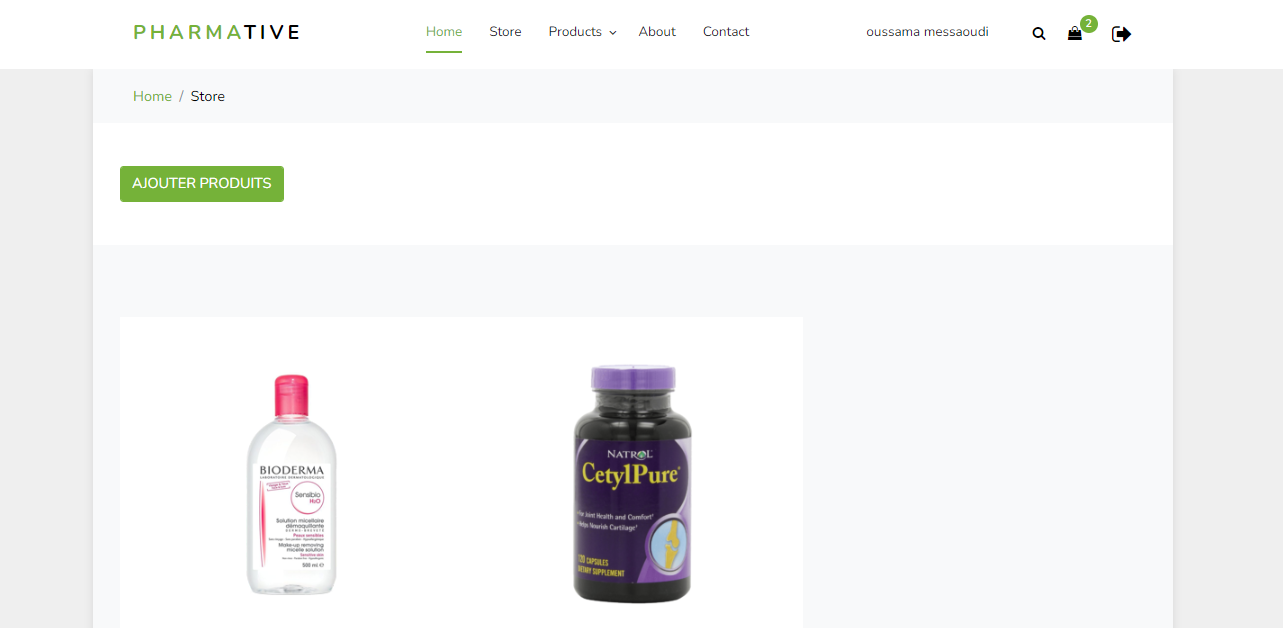 PHARMATIVE
Home
Store
Products
About
Contact
oussama messaoudi
2
Home / Store
AJOUTER PRODUITS
BIODERMA
LABORATOIRE DERMATOLOGIQUE
Sensibio
H₂O
Solution micellaire
démaquillante
Peaux sensibles
Make-up removing
micelle solution
Sensitive skin
500 ml ℮
NATROL
CetylPure
For Joint Health and Comfort
Helps Nourish Cartilage
120 CAPSULES
DIETARY SUPPLEMENT